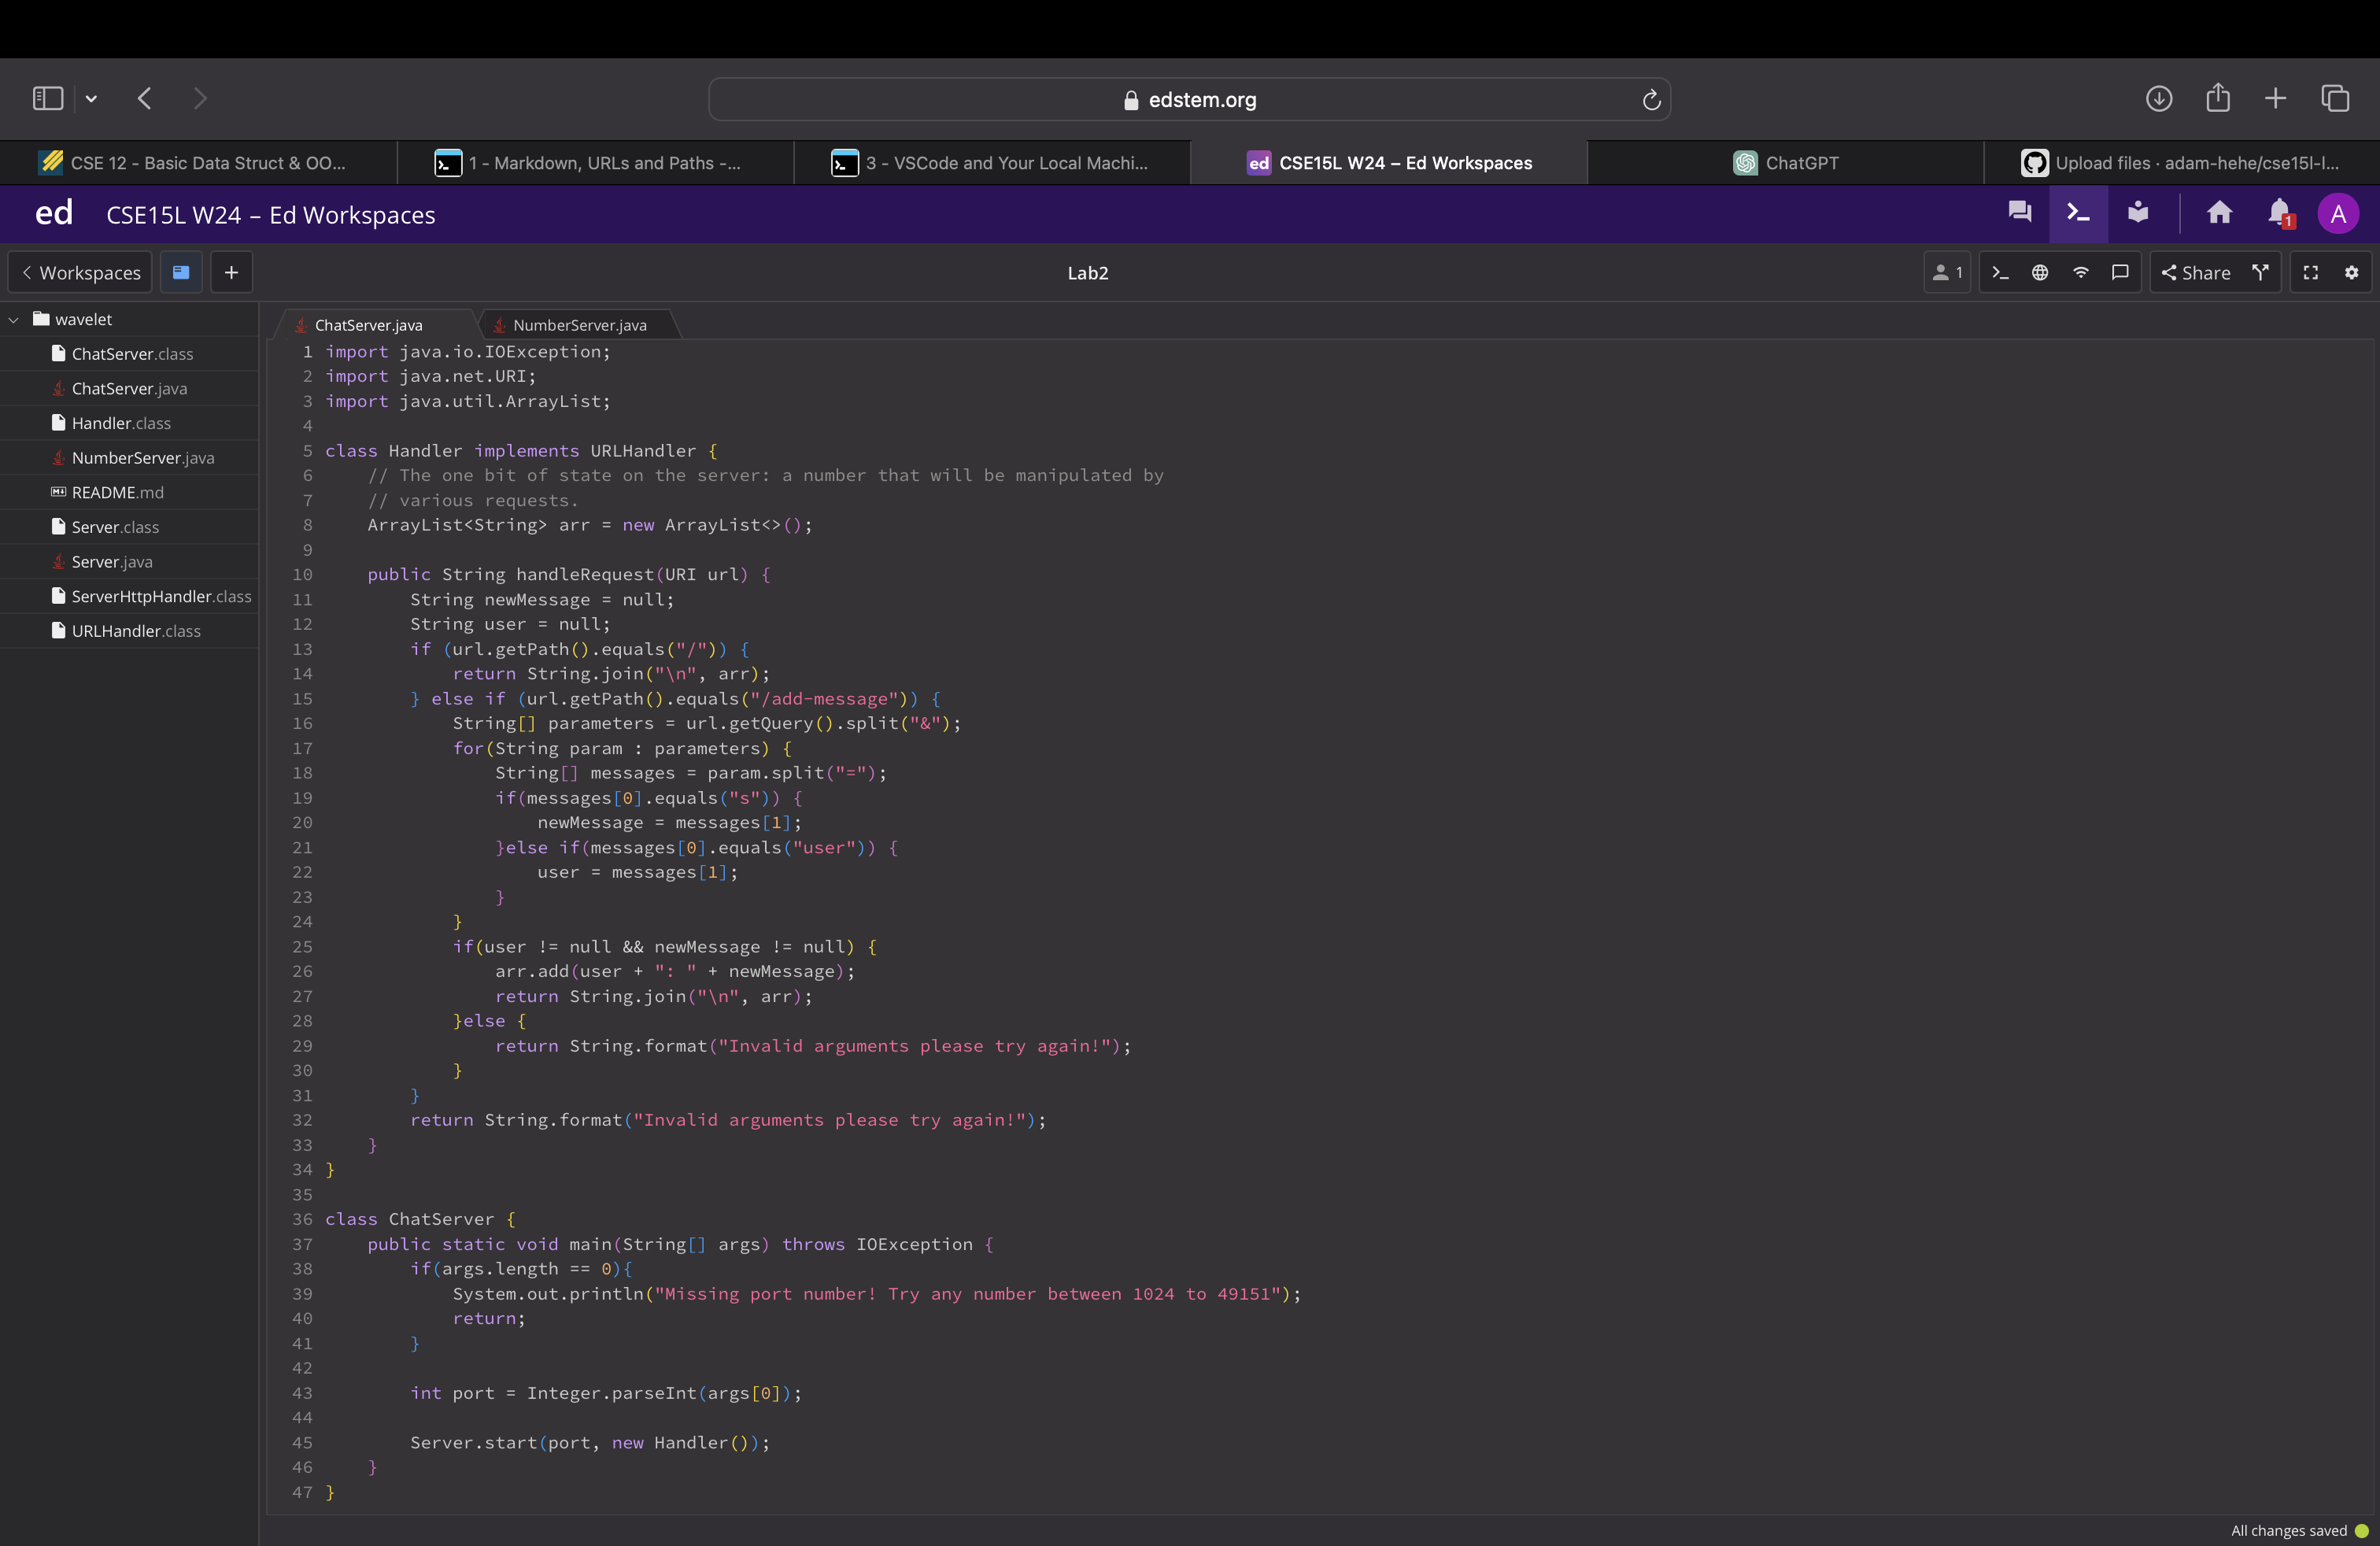 edstem.org
CSE 12 - Basic Data Struct & OO...
1 - Markdown, URLs and Paths -...
3 - VSCode and Your Local Machi...
ed CSE15L W24 – Ed Workspaces
ChatGPT
Upload files · adam-hehe/cse15l-l...
ed CSE15L W24 – Ed Workspaces
1
A
Workspaces
+
Lab2
1
Share
wavelet
ChatServer.class
ChatServer.java
Handler.class
NumberServer.java
README.md
Server.class
Server.java
ServerHttpHandler.class
URLHandler.class
ChatServer.java NumberServer.java
1 import java.io.IOException;
2 import java.net.URI;
3 import java.util.ArrayList;
4
5 class Handler implements URLHandler {
6     // The one bit of state on the server: a number that will be manipulated by
7     // various requests.
8     ArrayList<String> arr = new ArrayList<>();
9
10     public String handleRequest(URI url) {
11         String newMessage = null;
12         String user = null;
13         if (url.getPath().equals("/")) {
14             return String.join("\n", arr);
15         } else if (url.getPath().equals("/add-message")) {
16             String[] parameters = url.getQuery().split("&");
17             for(String param : parameters) {
18                 String[] messages = param.split("=");
19                 if(messages[0].equals("s")) {
20                     newMessage = messages[1];
21                 }else if(messages[0].equals("user")) {
22                     user = messages[1];
23                 }
24             }
25             if(user != null && newMessage != null) {
26                 arr.add(user + ": " + newMessage);
27                 return String.join("\n", arr);
28             }else {
29                 return String.format("Invalid arguments please try again!");
30             }
31         }
32         return String.format("Invalid arguments please try again!");
33     }
34 }
35
36 class ChatServer {
37     public static void main(String[] args) throws IOException {
38         if(args.length == 0){
39             System.out.println("Missing port number! Try any number between 1024 to 49151");
40             return;
41         }
42
43         int port = Integer.parseInt(args[0]);
44
45         Server.start(port, new Handler());
46     }
47 }
All changes saved